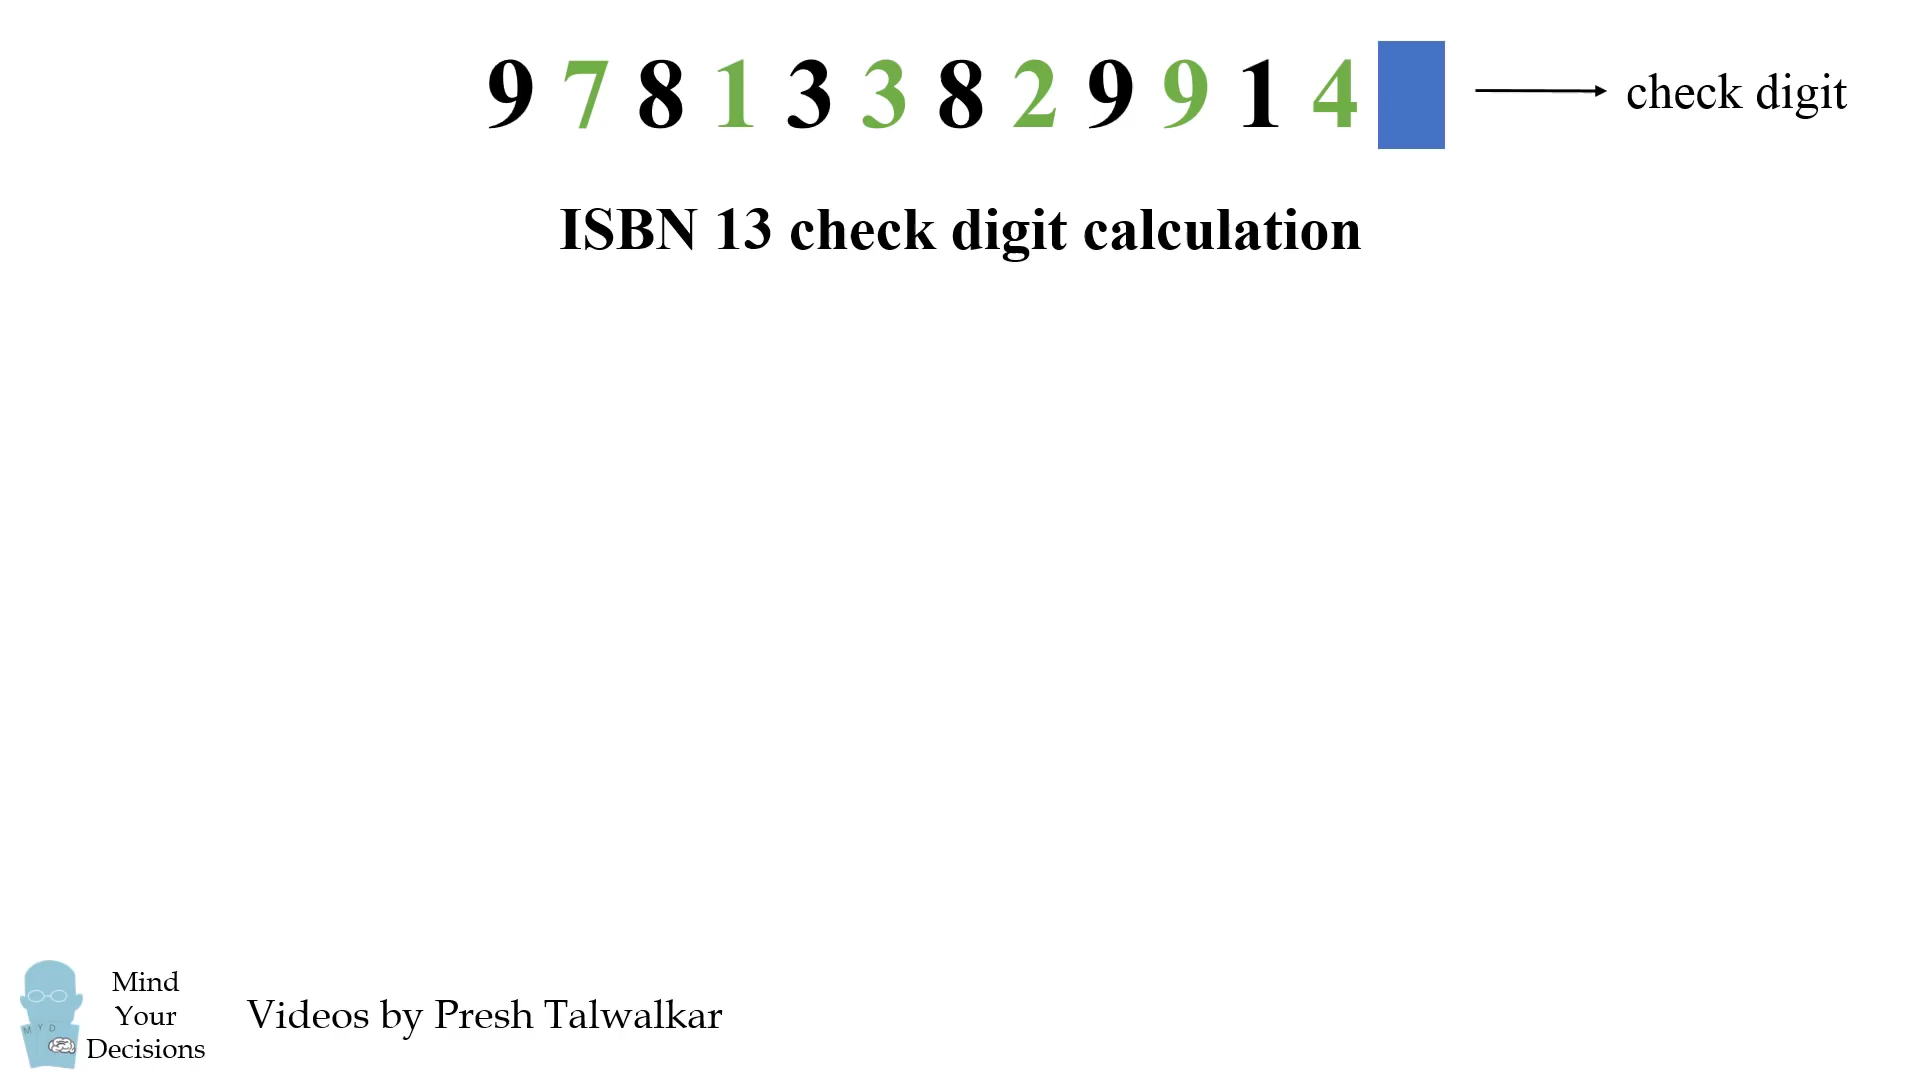 9 7 8 1 3 3 8 2 9 9 1 4 check digit
ISBN 13 check digit calculation
M Y D
Mind
Your
Decisions
Videos by Presh Talwalkar